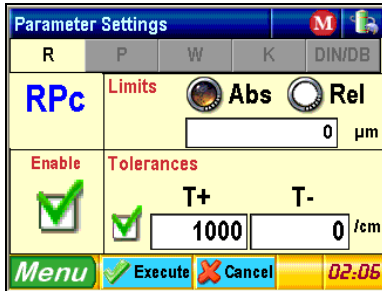 Parameter Settings M
R P W K DIN/DB
RPc Limits Abs Rel
0 µm
Enable Tolerances
T+ T-
1000 0 /cm
Menu Execute Cancel 02:06